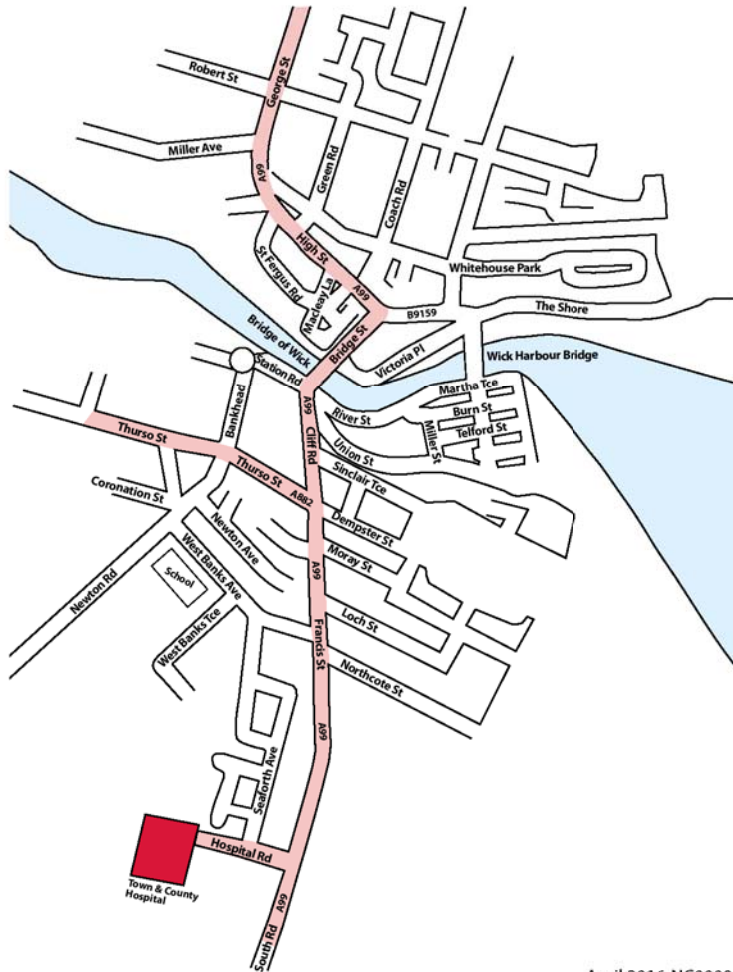 George St
Robert St
Miller Ave
A99
Green Rd
Coach Rd
High St
St Fergus Rd
Macleay La
A99
Whitehouse Park
B9159
The Shore
Bridge St
Bridge of Wick
Victoria Pl
Wick Harbour Bridge
Station Rd
Martha Tce
A99
River St
Burn St
Telford St
Miller St
Bankhead
Thurso St
Cliff Rd
Union St
Sinclair Tce
Thurso St
A882
Coronation St
Dempster St
Newton Ave
Moray St
A99
West Banks Ave
School
Newton Rd
Loch St
Francis St
West Banks Tce
Northcote St
A99
Seaforth Ave
Hospital Rd
Town & County
Hospital
A99
South Rd